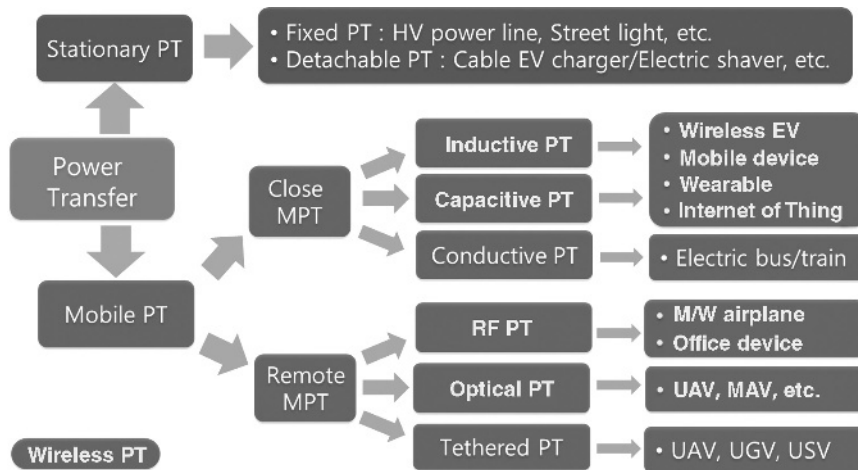 Stationary PT
• Fixed PT : HV power line, Street light, etc.
• Detachable PT : Cable EV charger/Electric shaver, etc.
Power
Transfer
Mobile PT
Close
MPT
Inductive PT
Capacitive PT
Conductive PT
• Wireless EV
• Mobile device
• Wearable
• Internet of Thing
• Electric bus/train
Remote
MPT
RF PT
Optical PT
Tethered PT
• M/W airplane
• Office device
• UAV, MAV, etc.
• UAV, UGV, USV
Wireless PT